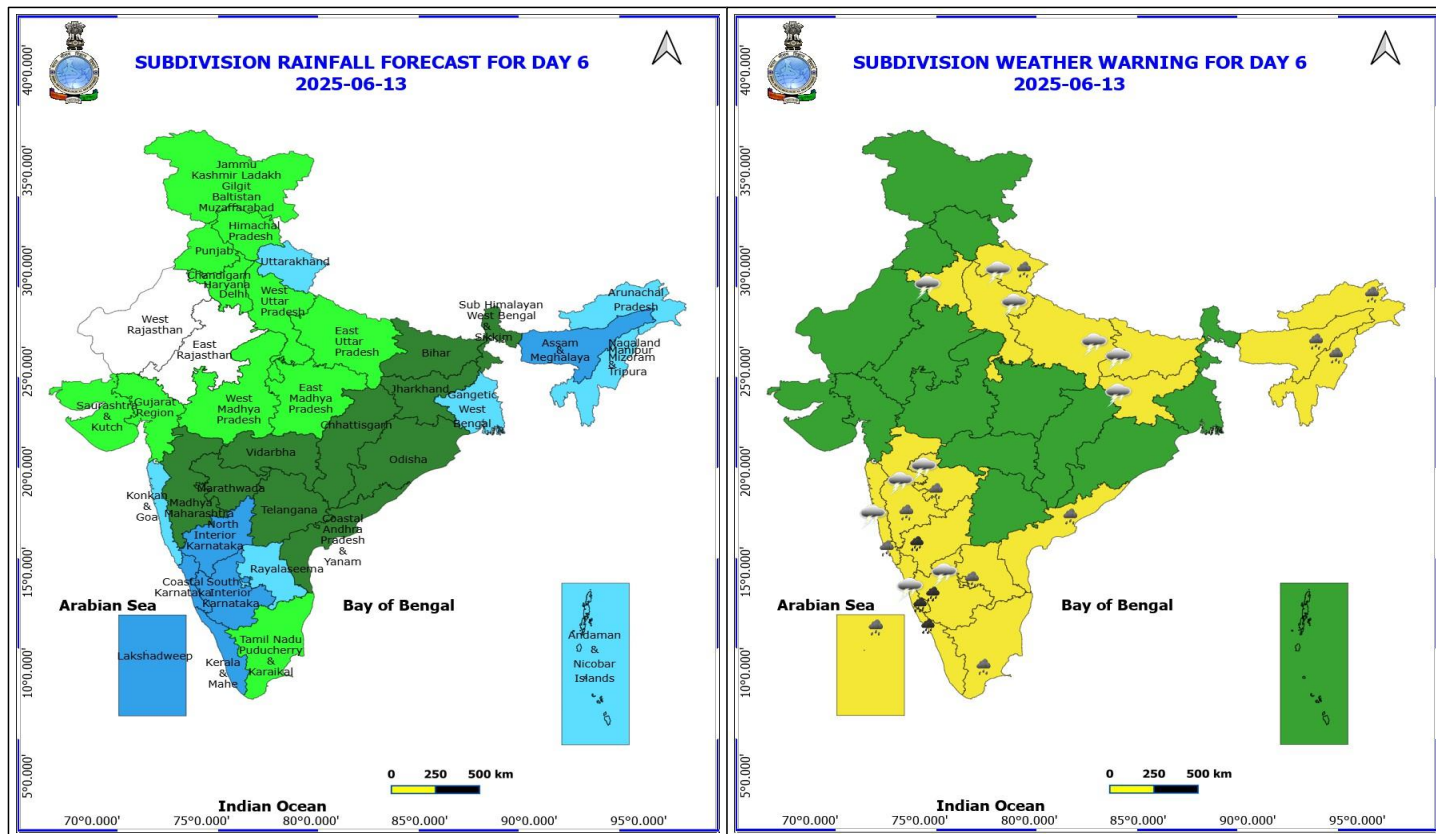 SUBDIVISION RAINFALL FORECAST FOR DAY 6
2025-06-13
40°0.000'
35°0.000'
30°0.000'
25°0.000'
20°0.000'
15°0.000'
10°0.000'
5°0.000'
Jammu
Kashmir Ladakh
Gilgit
Baltistan
Muzaffarabad
Himachal
Pradesh
Punjab
Uttarakhand
Chandigarh
Haryana
Delhi
West
Uttar
Pradesh
West
Rajasthan
East
Rajasthan
East
Uttar
Pradesh
Sub Himalayan
West Bengal
&
Sikkim
Arunachal
Pradesh
Assam
&
Meghalaya
Nagaland
Manipur
Mizoram
&
Tripura
Bihar
Jharkhand
Gangetic
West
Bengal
Saurashtra
&
Kutch
Gujarat
Region
West
Madhya
Pradesh
East
Madhya
Pradesh
Chhattisgarh
Odisha
Vidarbha
Konkan
&
Goa
Madhya
Maharashtra
Marathwada
Telangana
North
Interior
Karnataka
Coastal
Andhra
Pradesh
&
Yanam
Rayalaseema
Coastal
Karnataka
South
Interior
Karnataka
Arabian Sea
Bay of Bengal
Lakshadweep
Kerala
&
Mahe
Tamil Nadu
Puducherry
&
Karaikal
Andaman
&
Nicobar
Islands
0 250 500 km
Indian Ocean
70°0.000' 75°0.000' 80°0.000' 85°0.000' 90°0.000' 95°0.000'
SUBDIVISION WEATHER WARNING FOR DAY 6
2025-06-13
40°0.000'
35°0.000'
30°0.000'
25°0.000'
20°0.000'
15°0.000'
10°0.000'
5°0.000'
Arabian Sea
Bay of Bengal
0 250 500 km
Indian Ocean
70°0.000' 75°0.000' 80°0.000' 85°0.000' 90°0.000' 95°0.000'